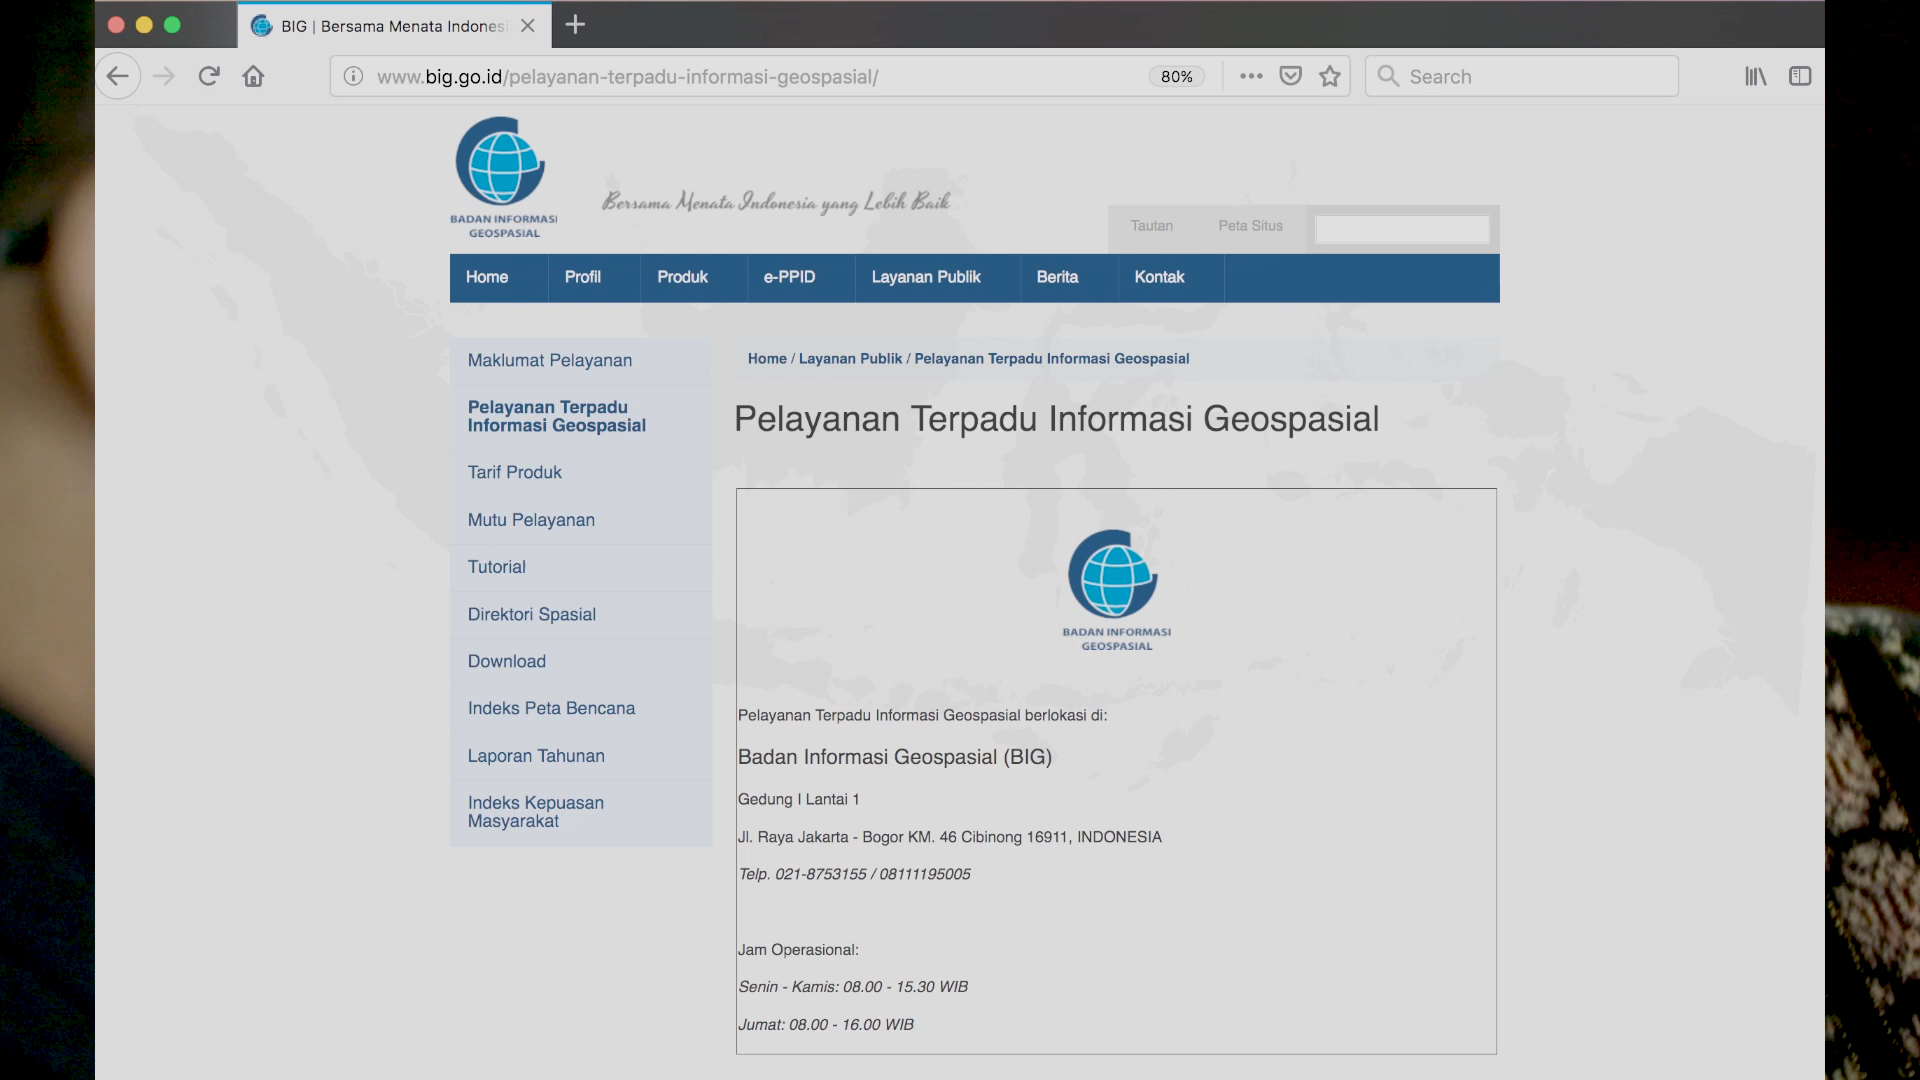 BIG | Bersama Menata Indones
www.big.go.id/pelayanan-terpadu-informasi-geospasial/
80%
Search
BADAN INFORMASI
GEOSPASIAL
Bersama Menata Indonesia yang Lebih Baik
Tautan
Peta Situs
Home
Profil
Produk
e-PPID
Layanan Publik
Berita
Kontak
Maklumat Pelayanan
Pelayanan Terpadu
Informasi Geospasial
Tarif Produk
Mutu Pelayanan
Tutorial
Direktori Spasial
Download
Indeks Peta Bencana
Laporan Tahunan
Indeks Kepuasan
Masyarakat
Home / Layanan Publik / Pelayanan Terpadu Informasi Geospasial
Pelayanan Terpadu Informasi Geospasial
BADAN INFORMASI
GEOSPASIAL
Pelayanan Terpadu Informasi Geospasial berlokasi di:
Badan Informasi Geospasial (BIG)
Gedung I Lantai 1
Jl. Raya Jakarta - Bogor KM. 46 Cibinong 16911, INDONESIA
Telp. 021-8753155 / 08111195005
Jam Operasional:
Senin - Kamis: 08.00 - 15.30 WIB
Jumat: 08.00 - 16.00 WIB